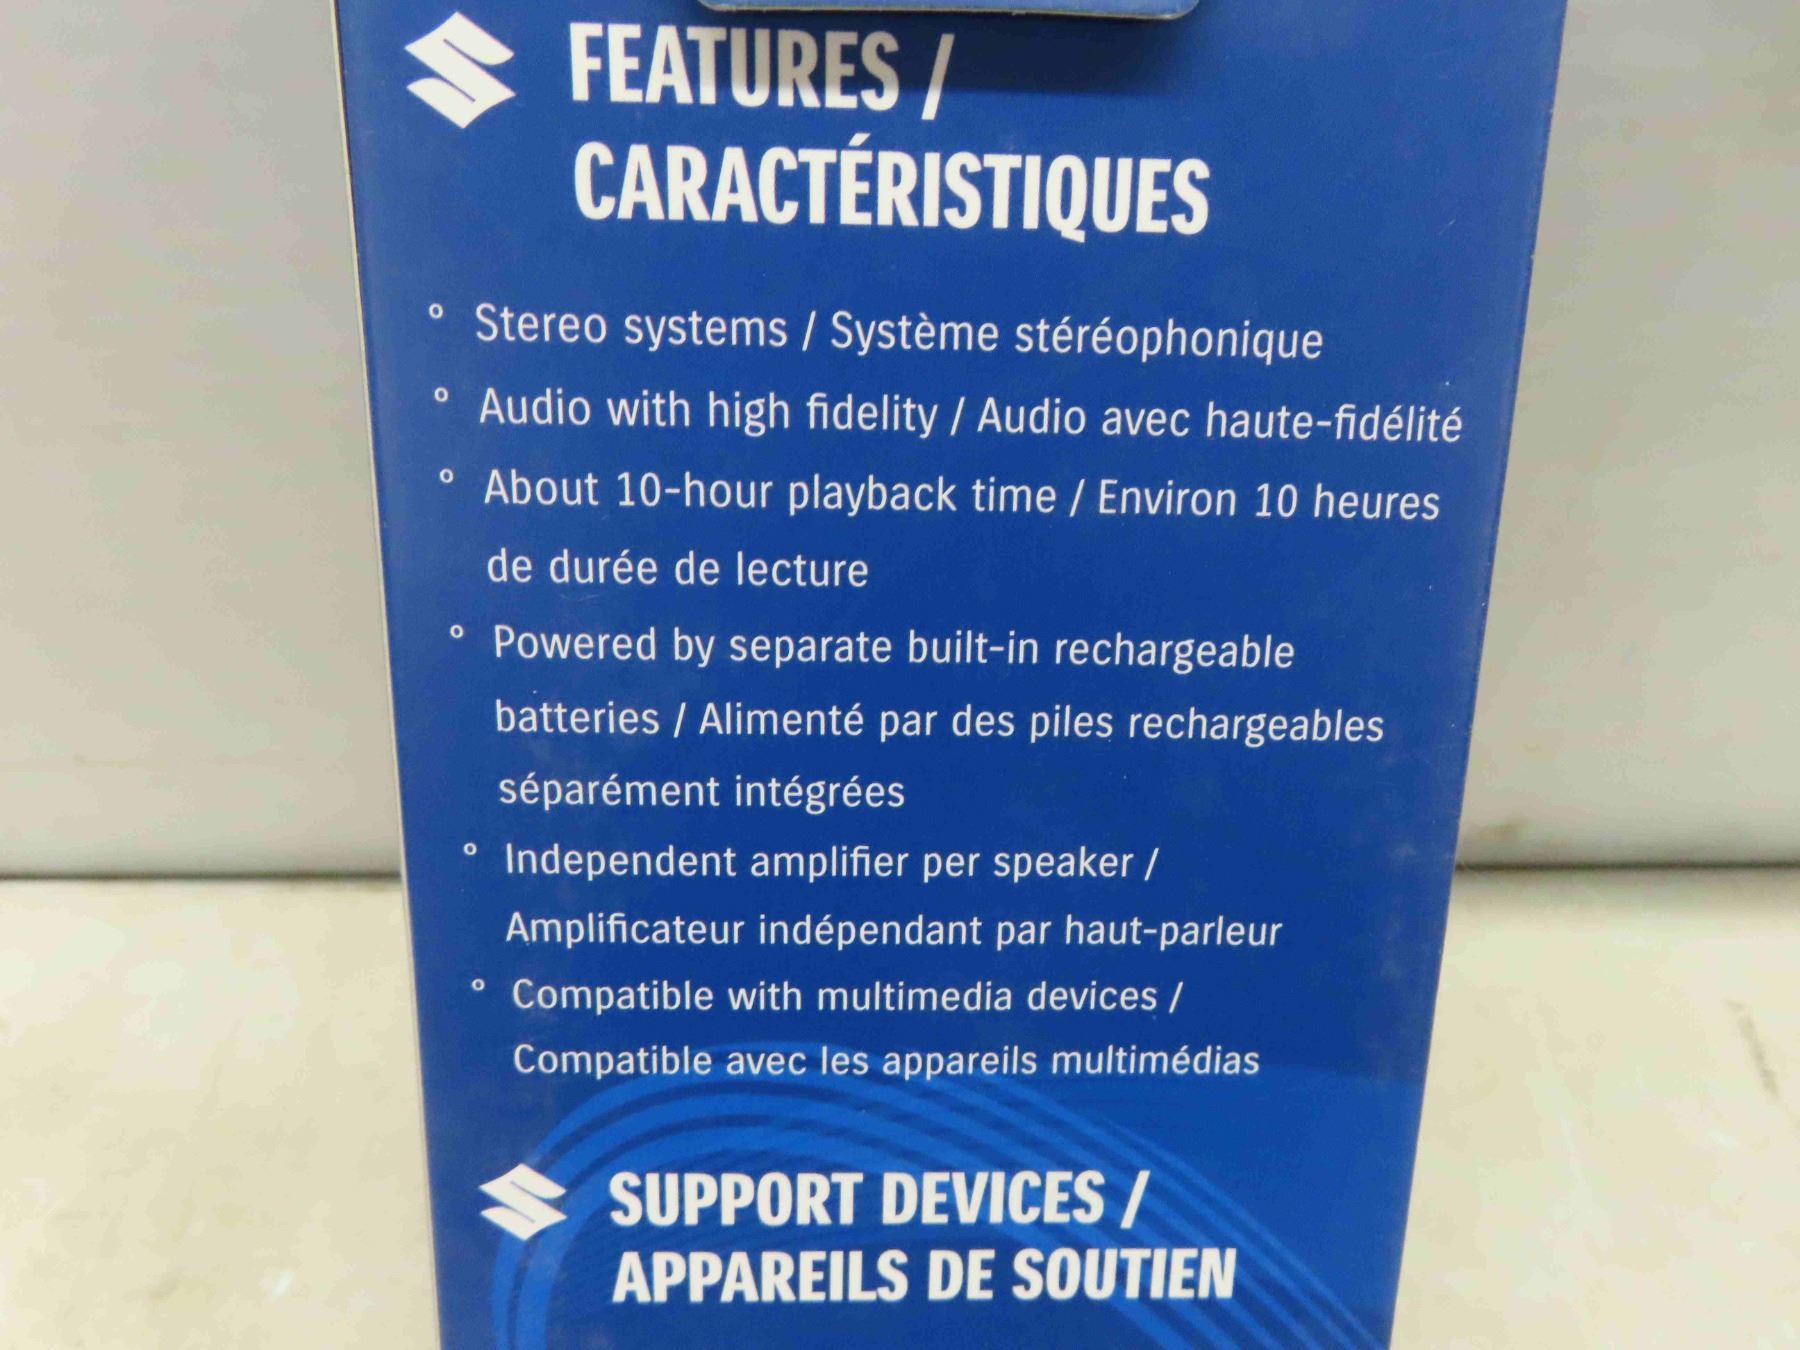 FEATURES /
CARACTÉRISTIQUES
° Stereo systems / Système stéréophonique
° Audio with high fidelity / Audio avec haute-fidélité
° About 10-hour playback time / Environ 10 heures
de durée de lecture
° Powered by separate built-in rechargeable
batteries / Alimenté par des piles rechargeables
séparément intégrées
° Independent amplifier per speaker /
Amplificateur indépendant par haut-parleur
° Compatible with multimedia devices /
Compatible avec les appareils multimédias
SUPPORT DEVICES /
APPAREILS DE SOUTIEN